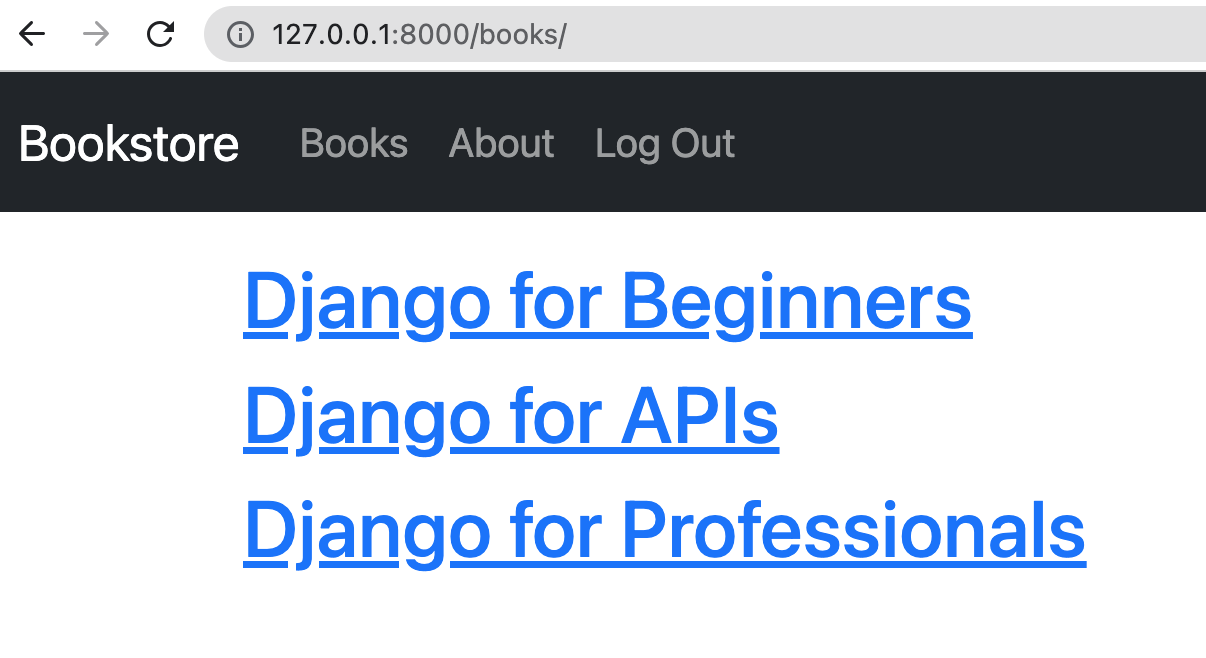 127.0.0.1:8000/books/
Bookstore Books About Log Out
Django for Beginners
Django for APIs
Django for Professionals